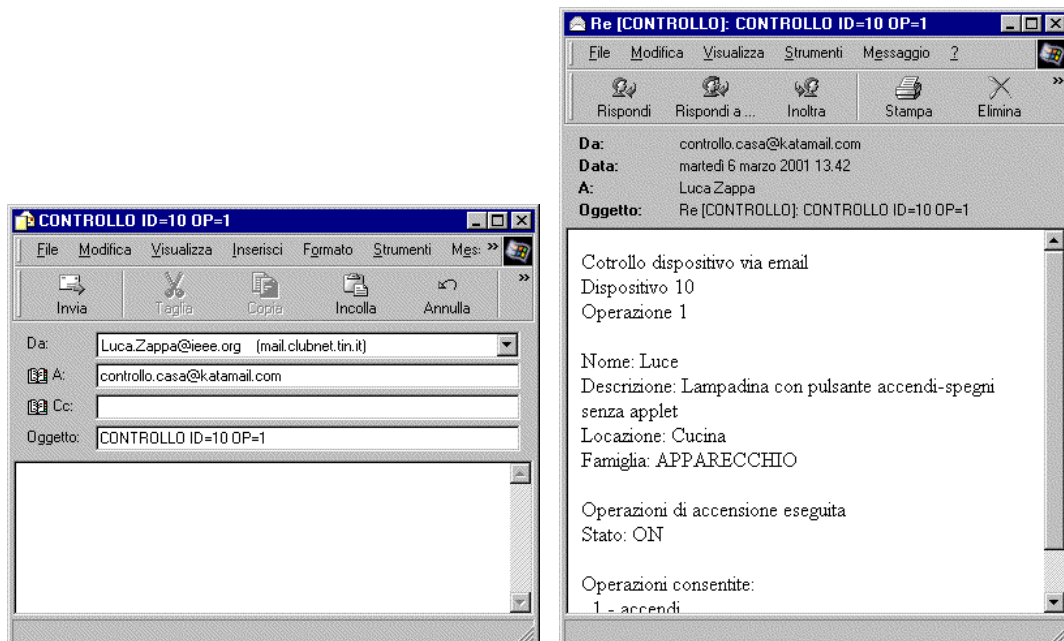 CONTROLLO ID=10 OP=1
File Modifica Visualizza Inserisci Formato Strumenti Mes: »
Invia Taglia Copia Incolla Annulla »
Da: Luca.Zappa@ieee.org (mail.clubnet.tin.it)
A: controllo.casa@katamail.com
Cc:
Oggetto: CONTROLLO ID=10 OP=1
Re [CONTROLLO]: CONTROLLO ID=10 OP=1
File Modifica Visualizza Strumenti Messaggio ?
Rispondi Rispondi a ... Inoltra Stampa Elimina »
Da: controllo.casa@katamail.com
Data: martedì 6 marzo 2001 13.42
A: Luca Zappa
Oggetto: Re [CONTROLLO]: CONTROLLO ID=10 OP=1
Cotrollo dispositivo via email
Dispositivo 10
Operazione 1
Nome: Luce
Descrizione: Lampadina con pulsante accendi-spegni
senza applet
Locazione: Cucina
Famiglia: APPARECCHIO
Operazioni di accensione eseguita
Stato: ON
Operazioni consentite:
1 - accendi